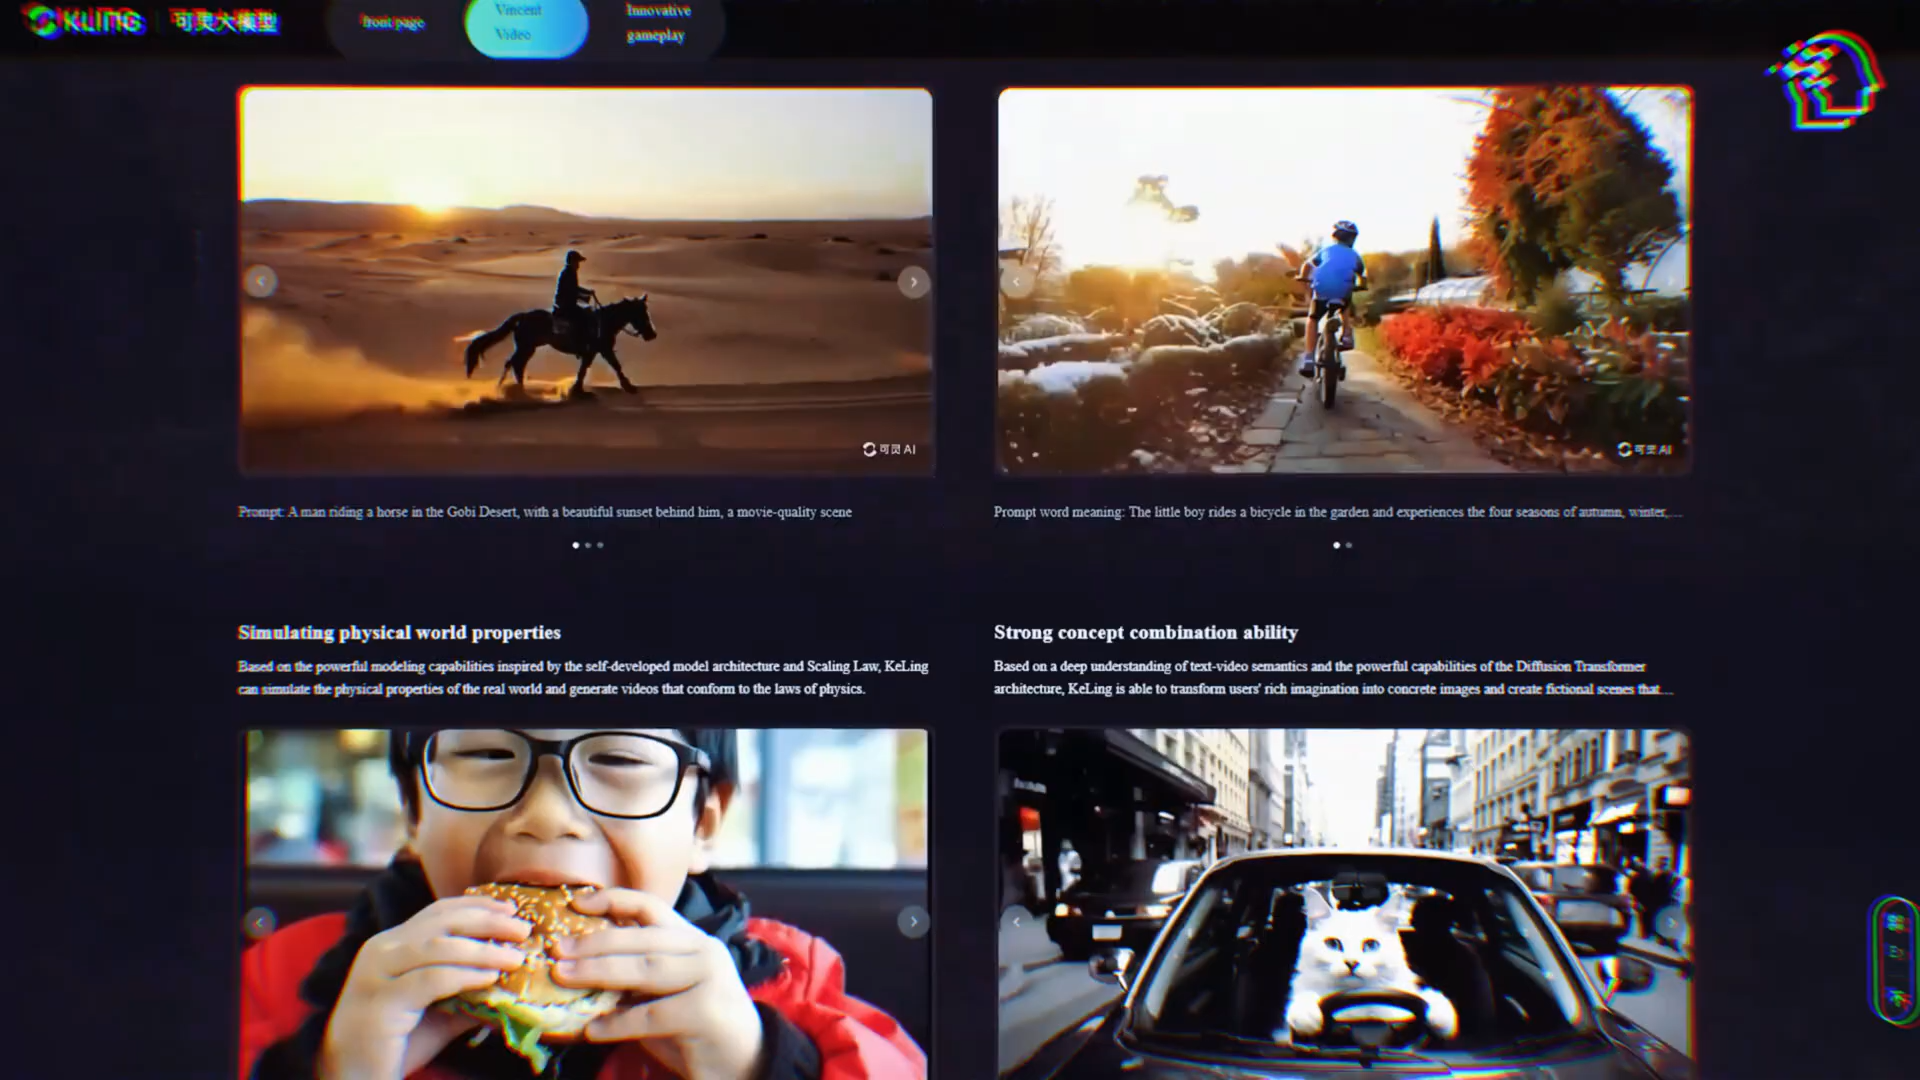 KLING 可灵大模型
front page
Vincent
Video
Innovative
gameplay
可灵 AI
可灵 AI
Prompt: A man riding a horse in the Gobi Desert, with a beautiful sunset behind him, a movie-quality scene
Prompt word meaning: The little boy rides a bicycle in the garden and experiences the four seasons of autumn, winter,...
Simulating physical world properties
Based on the powerful modeling capabilities inspired by the self-developed model architecture and Scaling Law, KeLing
can simulate the physical properties of the real world and generate videos that conform to the laws of physics.
Strong concept combination ability
Based on a deep understanding of text-video semantics and the powerful capabilities of the Diffusion Transformer
architecture, KeLing is able to transform users' rich imagination into concrete images and create fictional scenes that...